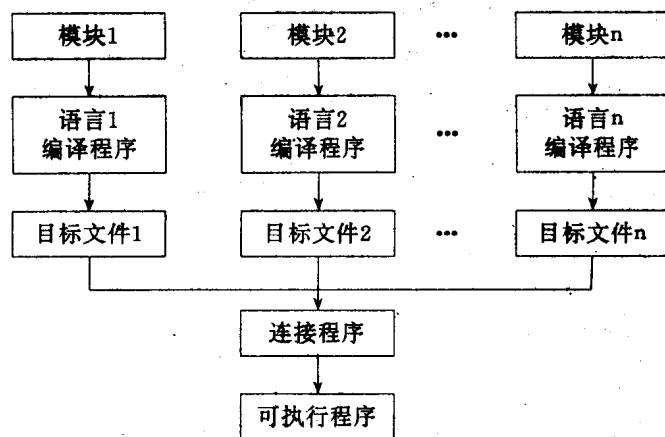 模块1 模块2 ··· 模块n
语言1 语言2 语言n
编译程序 编译程序 ··· 编译程序
目标文件1 目标文件2 ··· 目标文件n
连接程序
可执行程序